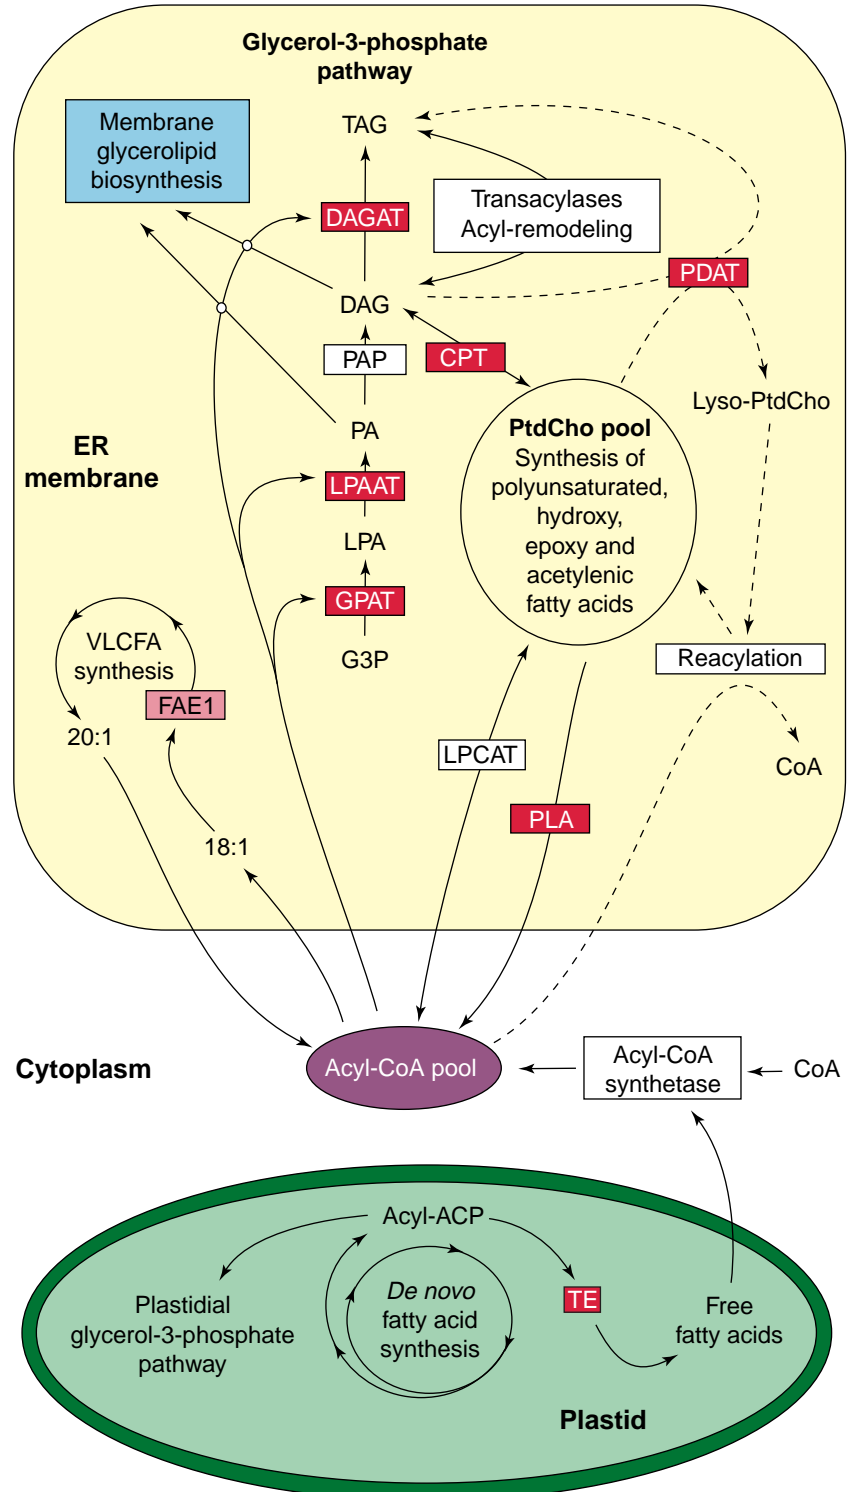 Glycerol-3-phosphate
pathway
Membrane
glycerolipid
biosynthesis
TAG
DAGAT
Transacylases
Acyl-remodeling
PDAT
DAG
PAP
CPT
Lyso-PtdCho
PA
PtdCho pool
Synthesis of
polyunsaturated,
hydroxy,
epoxy and
acetylenic
fatty acids
ER
membrane
LPAAT
LPA
GPAT
G3P
VLCFA
synthesis
FAE1
20:1
18:1
Reacylation
LPCAT
CoA
PLA
Cytoplasm
Acyl-CoA pool
Acyl-CoA
synthetase
CoA
Acyl-ACP
Plastidial
glycerol-3-phosphate
pathway
De novo
fatty acid
synthesis
TE
Free
fatty acids
Plastid